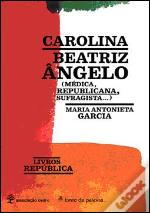 CAROLINA
BEATRIZ
ÂNGELO
(MÉDICA,
REPUBLICANA,
SUFRAGISTA...)
MARIA ANTONIETA
GARCIA
LIVROS
REPÚBLICA